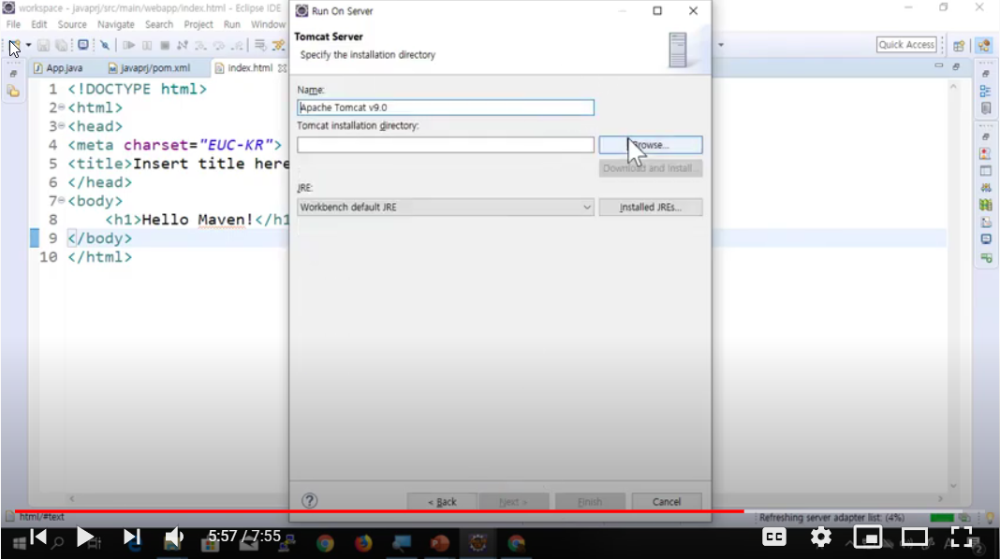 workspace - javaprj/src/main/webapp/index.html - Eclipse IDE
File Edit Source Navigate Search Project Run Window
Quick Access
App.java javaprj/pom.xml index.html
1 <!DOCTYPE html>
2 <html>
3 <head>
4 <meta charset="EUC-KR">
5 <title>Insert title here
6 </head>
7 <body>
8 <h1>Hello Maven!</h1
9 </body>
10 </html>
Run On Server
Tomcat Server
Specify the installation directory
Name:
Apache Tomcat v9.0
Tomcat installation directory:
Browse...
Download and Install...
JRE:
Workbench default JRE
Installed JREs...
< Back Next > Finish Cancel
html/#text
Refreshing server adapter list: (4%)
5:57 / 7:55
CC